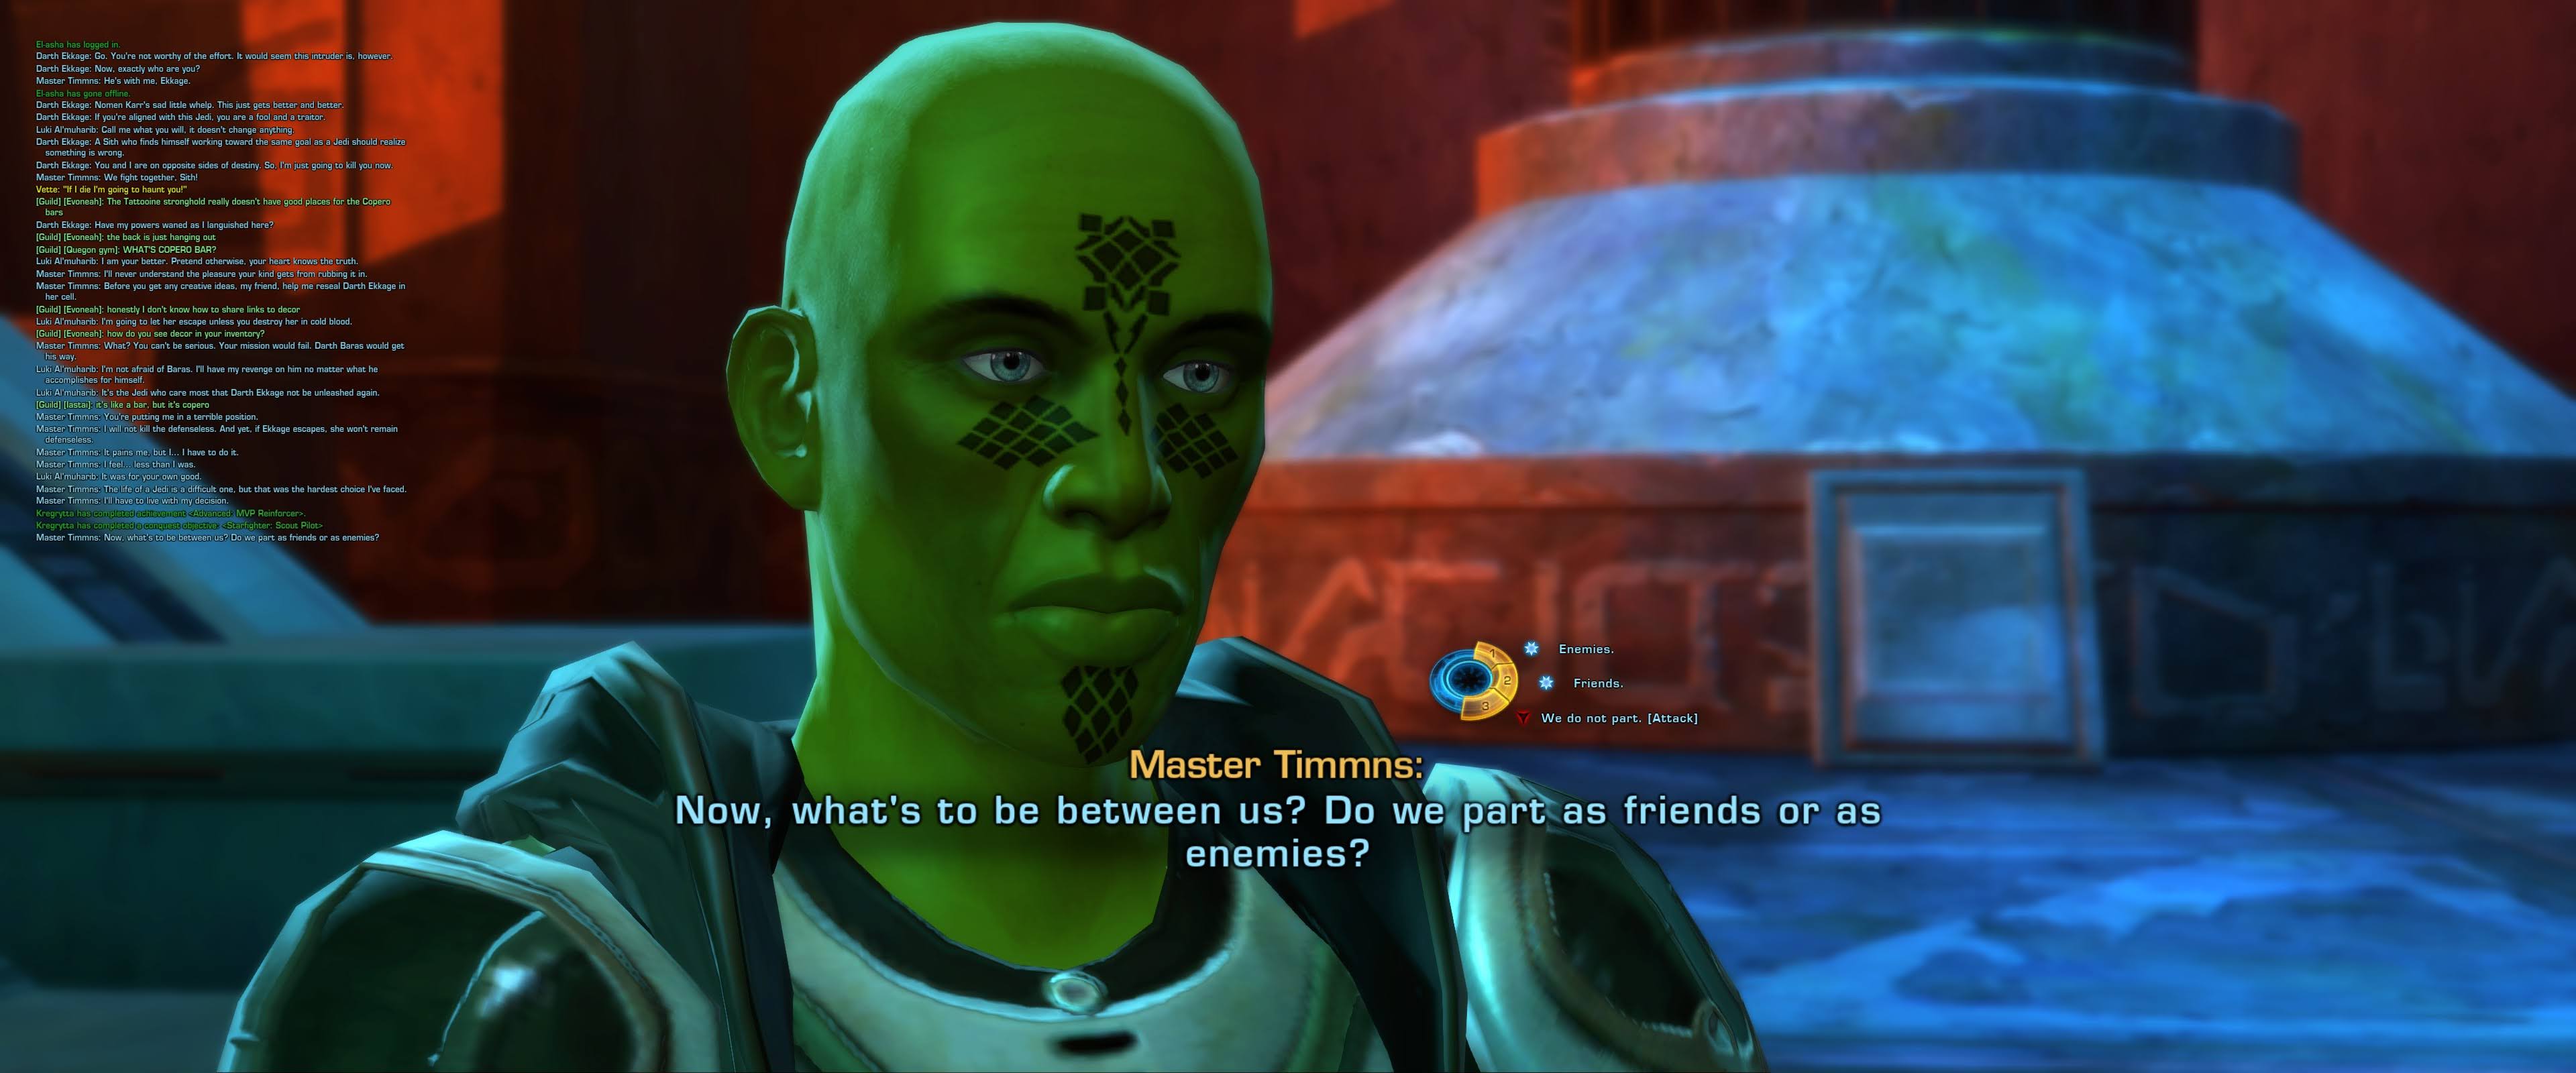 El-asha has logged in.
Darth Ekkage: Go. You're not worthy of the effort. It would seem this intruder is, however.
Darth Ekkage: Now, exactly who are you?
Master Timmns: He's with me, Ekkage.
El-asha has gone offline.
Darth Ekkage: Nomen Karr's sad little whelp. This just gets better and better.
Darth Ekkage: If you're aligned with this Jedi, you are a fool and a traitor.
Luki Al'muharib: Call me what you will, it doesn't change anything.
Darth Ekkage: A Sith who finds himself working toward the same goal as a Jedi should realize
something is wrong.
Darth Ekkage: You and I are on opposite sides of destiny. So, I'm just going to kill you now.
Master Timmns: We fight together, Sith!
Vette: "If I die I'm going to haunt you!"
[Guild] [Evoneah]: The Tattooine stronghold really doesn't have good places for the Copero
bars
Darth Ekkage: Have my powers waned as I languished here?
[Guild] [Evoneah]: the back is just hanging out
[Guild] [Quegon gym]: WHAT'S COPERO BAR?
Luki Al'muharib: I am your better. Pretend otherwise, your heart knows the truth.
Master Timmns: I'll never understand the pleasure your kind gets from rubbing it in.
Master Timmns: Before you get any creative ideas, my friend, help me reseal Darth Ekkage in
her cell.
[Guild] [Evoneah]: honestly I don't know how to share links to decor
Luki Al'muharib: I'm going to let her escape unless you destroy her in cold blood.
[Guild] [Evoneah]: how do you see decor in your inventory?
Master Timmns: What? You can't be serious. Your mission would fail. Darth Baras would get
his way.
Luki Al'muharib: I'm not afraid of Baras. I'll have my revenge on him no matter what he
accomplishes for himself.
Luki Al'muharib: It's the Jedi who care most that Darth Ekkage not be unleashed again.
[Guild] [Iastai]: it's like a bar, but it's copero
Master Timmns: You're putting me in a terrible position.
Master Timmns: I will not kill the defenseless. And yet, if Ekkage escapes, she won't remain
defenseless.
Master Timmns: It pains me, but I... I have to do it.
Master Timmns: I feel... less than I was.
Luki Al'muharib: It was for your own good.
Master Timmns: The life of a Jedi is a difficult one, but that was the hardest choice I've faced.
Master Timmns: I'll have to live with my decision.
Kregrytta has completed achievement <Advanced: MVP Reinforcer>.
Kregrytta has completed a conquest objective: <Starfighter: Scout Pilot>
Master Timmns: Now, what's to be between us? Do we part as friends or as enemies?
1 Enemies.
2 Friends.
3 We do not part. [Attack]
Master Timmns:
Now, what's to be between us? Do we part as friends or as
enemies?